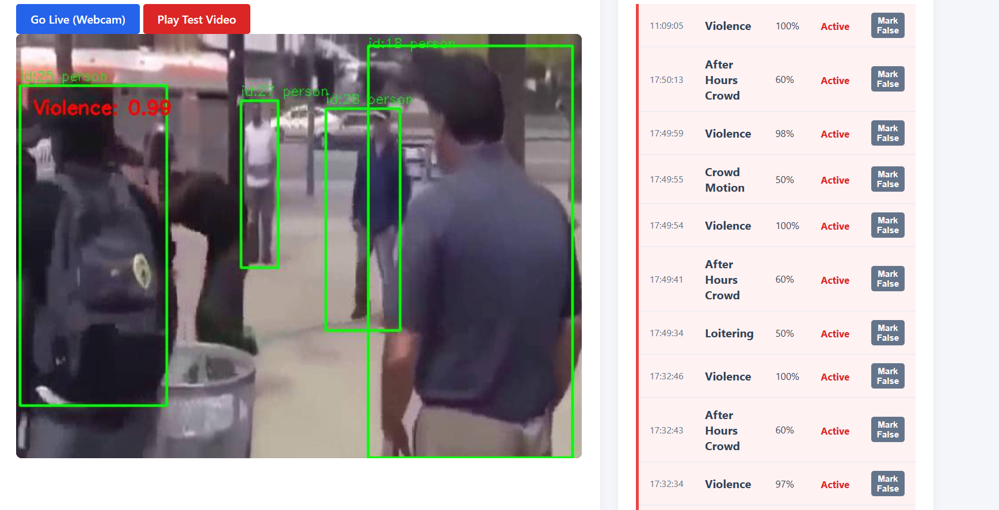 Go Live (Webcam)
Play Test Video
id:18 person
id:25 person
id:27 person
id:28 person
Violence: 0.99
11:09:05 Violence 100% Active Mark
False
17:50:13 After
Hours
Crowd 60% Active Mark
False
17:49:59 Violence 98% Active Mark
False
17:49:55 Crowd
Motion 50% Active Mark
False
17:49:54 Violence 100% Active Mark
False
17:49:41 After
Hours
Crowd 60% Active Mark
False
17:49:34 Loitering 50% Active Mark
False
17:32:46 Violence 100% Active Mark
False
17:32:43 After
Hours
Crowd 60% Active Mark
False
17:32:34 Violence 97% Active Mark
False